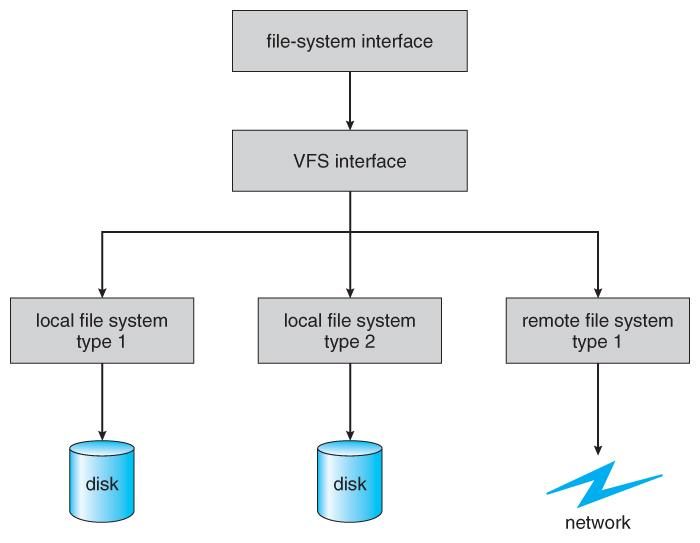 file-system interface
VFS interface
local file system
type 1
local file system
type 2
remote file system
type 1
disk
disk
network